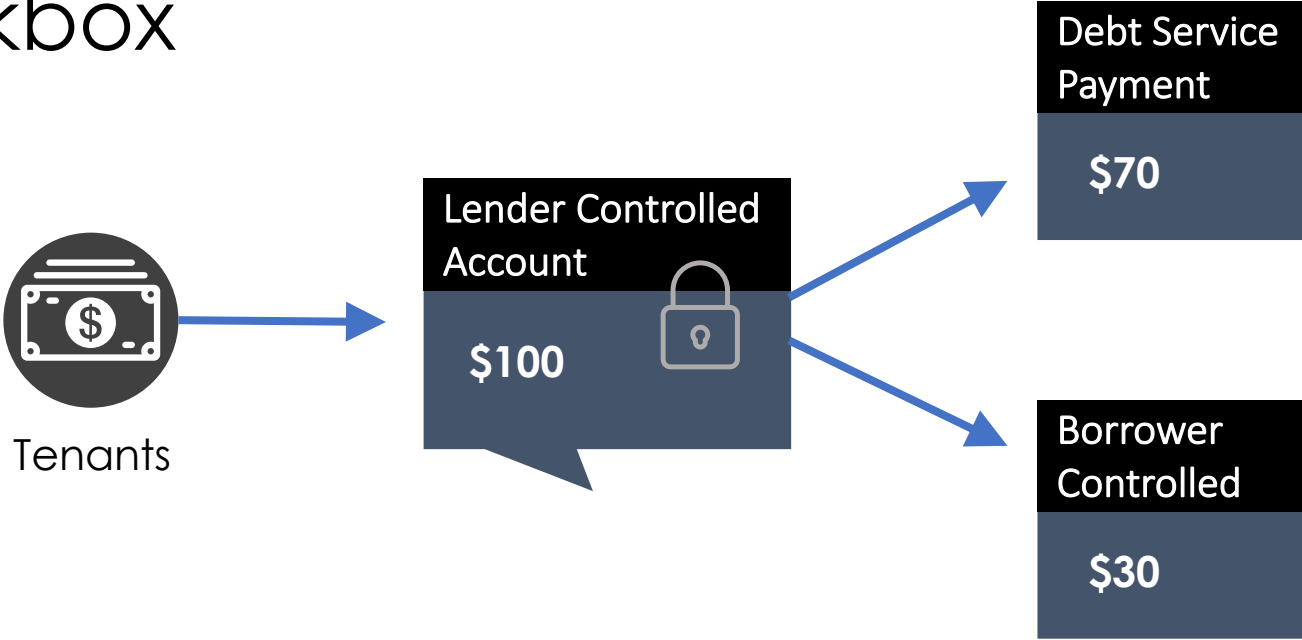 kbox
Debt Service
Payment
$70
Lender Controlled
Account
$100
$
Tenants
Borrower
Controlled
$30